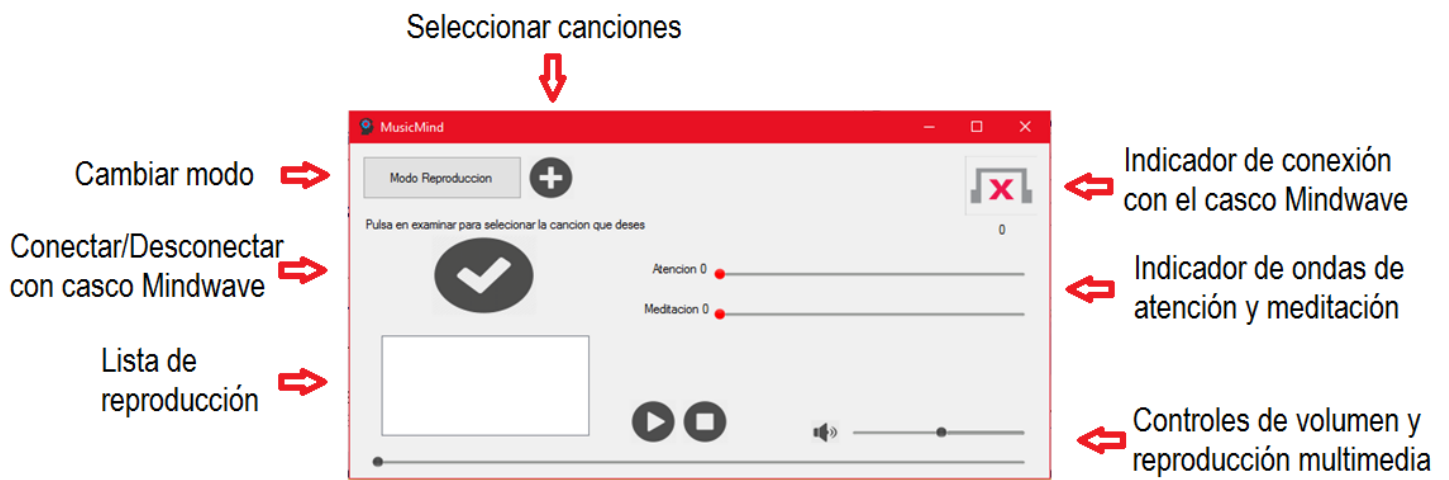 Seleccionar canciones
MusicMind
Cambiar modo
Modo Reproduccion
Indicador de conexión
con el casco Mindwave
Pulsa en examinar para selecionar la cancion que deses
0
Conectar/Desconectar
con casco Mindwave
Atencion 0
Meditacion 0
Indicador de ondas de
atención y meditación
Lista de
reproducción
Controles de volumen y
reproducción multimedia